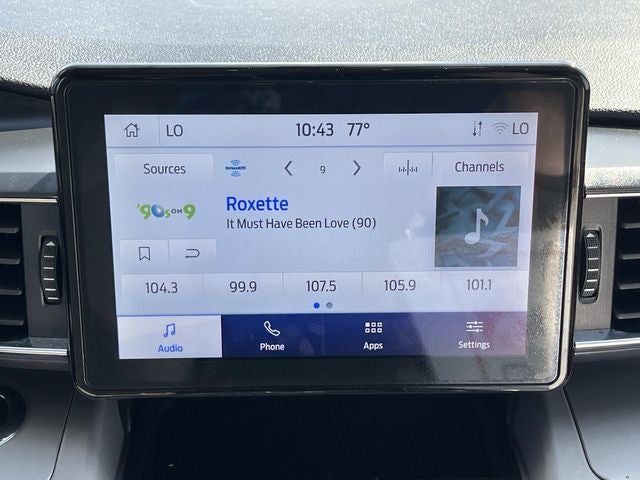 LO 10:43 77° LO
Sources SiriusXM 9 Channels
'90s ON 9
Roxette
It Must Have Been Love (90)
104.3 99.9 107.5 105.9 101.1
Audio Phone Apps Settings